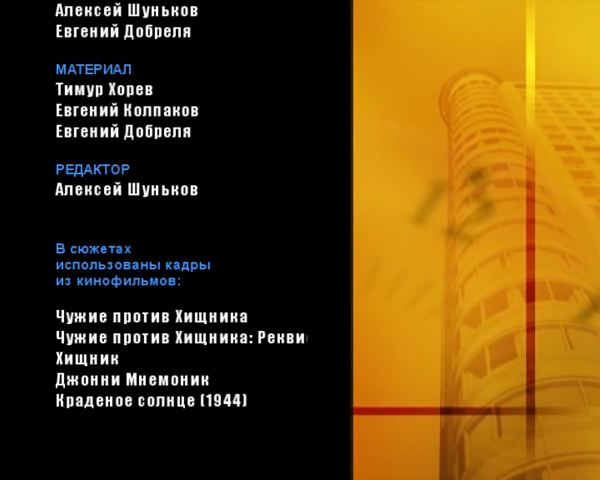 Алексей Шуньков
Евгений Добреля
МАТЕРИАЛ
Тимур Хорев
Евгений Колпаков
Евгений Добреля
РЕДАКТОР
Алексей Шуньков
В сюжетах
использованы кадры
из кинофильмов:
Чужие против Хищника
Чужие против Хищника: Рекви
Хищник
Джонни Мнемоник
Краденое солнце (1944)